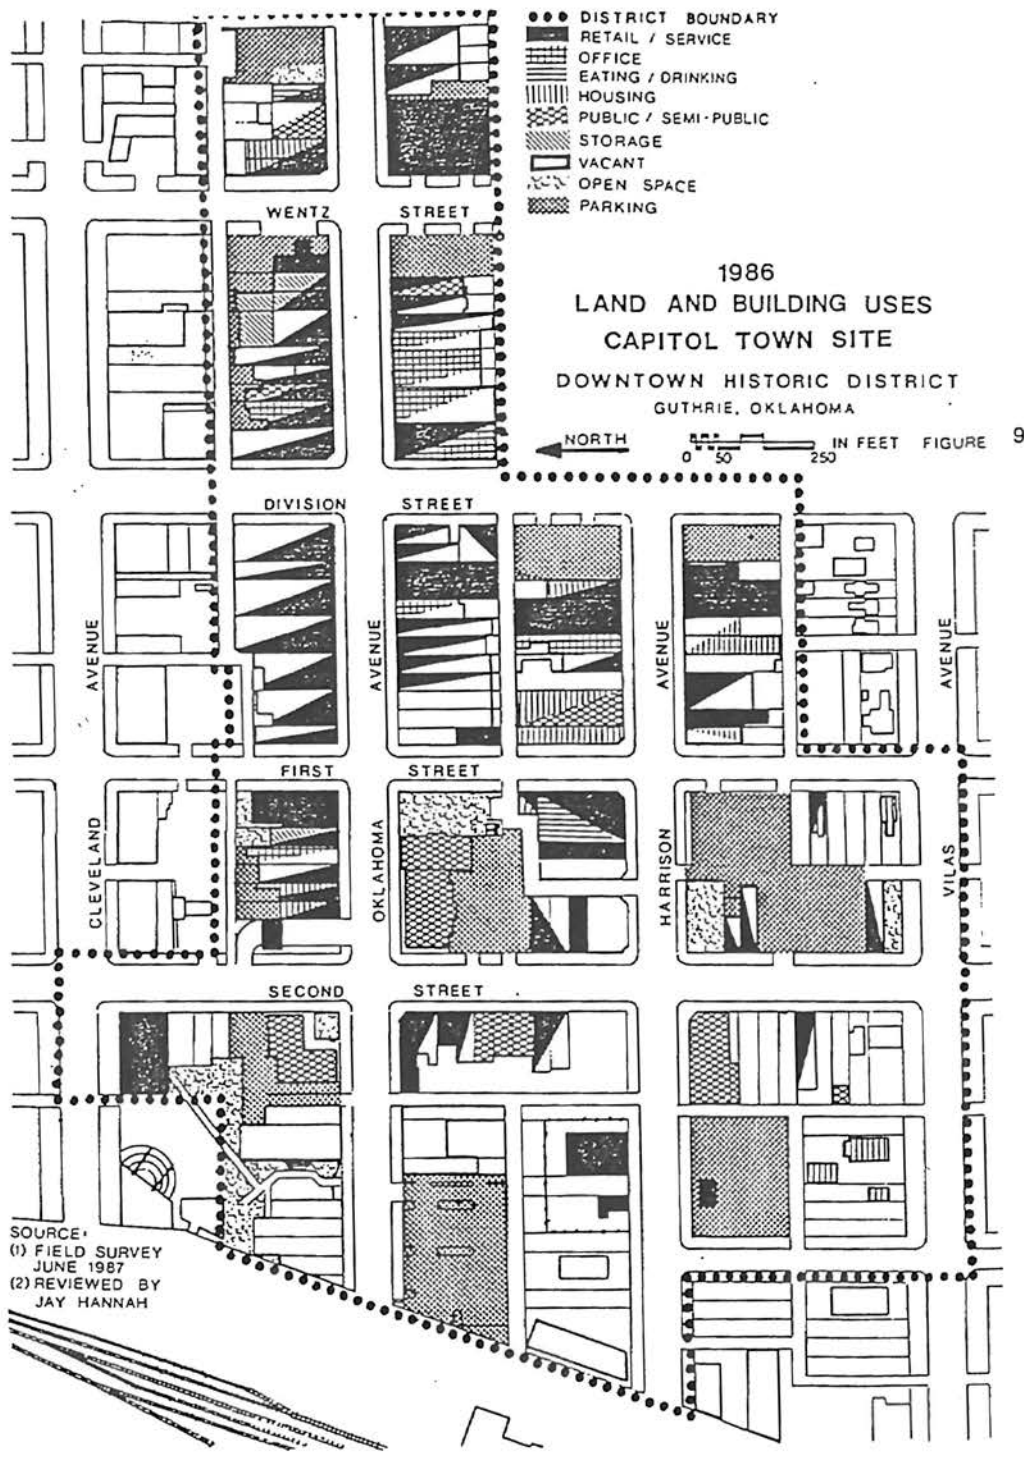 DISTRICT BOUNDARY
RETAIL / SERVICE
OFFICE
EATING / DRINKING
HOUSING
PUBLIC / SEMI-PUBLIC
STORAGE
VACANT
OPEN SPACE
PARKING
WENTZ STREET
1986
LAND AND BUILDING USES
CAPITOL TOWN SITE
DOWNTOWN HISTORIC DISTRICT
GUTHRIE, OKLAHOMA
NORTH
0 50 250 IN FEET FIGURE 9
DIVISION STREET
AVENUE
AVENUE
AVENUE
AVENUE
FIRST STREET
CLEVELAND
OKLAHOMA
HARRISON
VILAS
SECOND STREET
SOURCE:
(1) FIELD SURVEY
JUNE 1987
(2) REVIEWED BY
JAY HANNAH